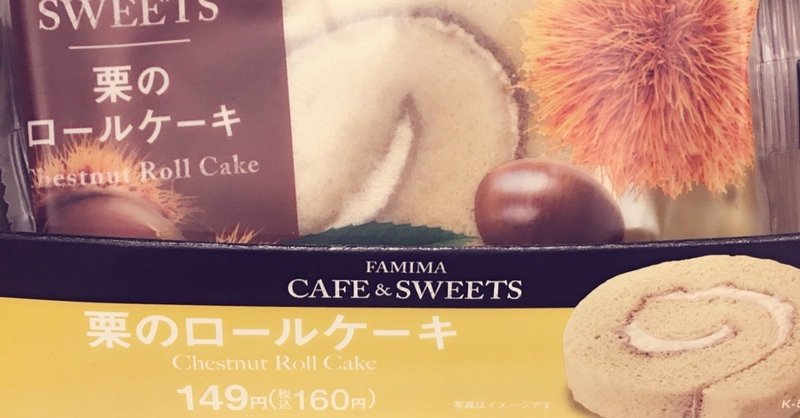 SWEETS
栗の
ロールケーキ
Chestnut Roll Cake
FAMIMA
CAFE & SWEETS
栗のロールケーキ
Chestnut Roll Cake
149円(税込160円)
写真はイメージです。